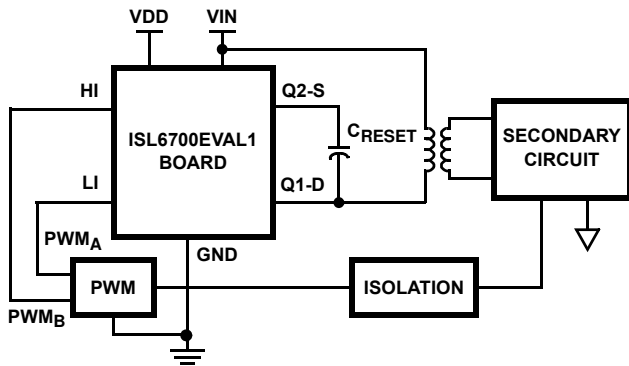 VDD
VIN
HI
Q2-S
ISL6700EVAL1
BOARD
CRESET
SECONDARY
CIRCUIT
LI
Q1-D
PWMA
GND
PWM
ISOLATION
PWMB